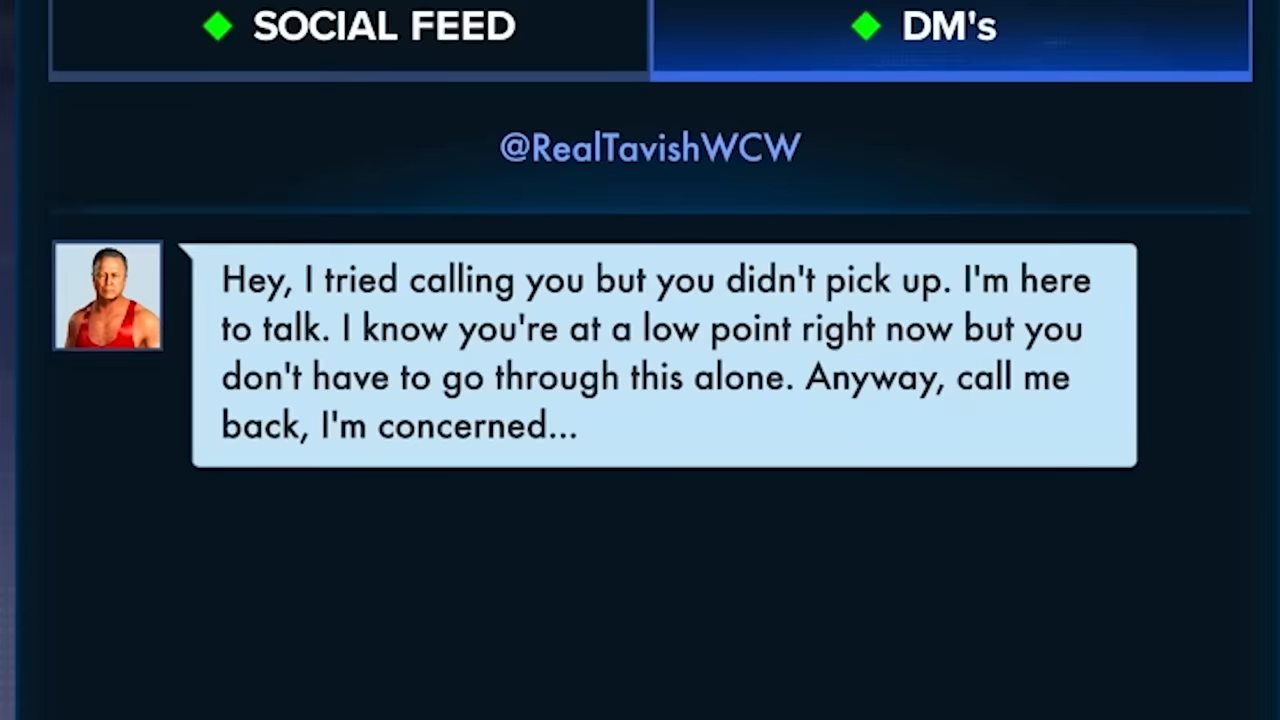 SOCIAL FEED
DM's
@RealTavishWCW
Hey, I tried calling you but you didn't pick up. I'm here
to talk. I know you're at a low point right now but you
don't have to go through this alone. Anyway, call me
back, I'm concerned...